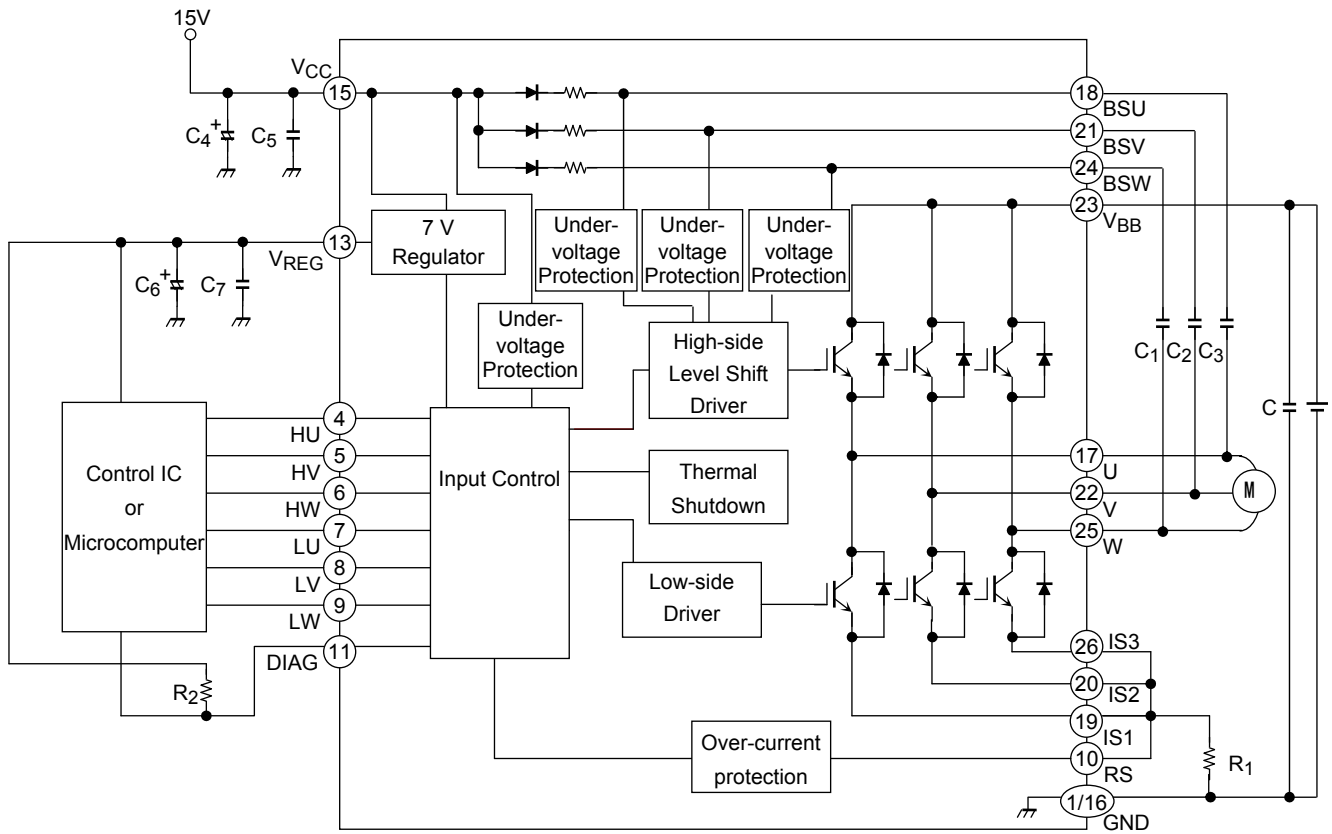 15V
VCC
15
C4
+
C5
18
BSU
21
BSV
24
BSW
23
VBB
7 V
Regulator
13
VREG
C6
+
C7
Under-
voltage
Protection
Under-
voltage
Protection
Under-
voltage
Protection
Under-
voltage
Protection
High-side
Level Shift
Driver
C1
C2
C3
C
Control IC
or
Microcomputer
4
HU
5
HV
6
HW
7
LU
8
LV
9
LW
11
DIAG
R2
Input Control
Thermal
Shutdown
Low-side
Driver
17
U
22
V
25
W
M
26
IS3
20
IS2
19
IS1
10
RS
R1
Over-current
protection
1/16
GND